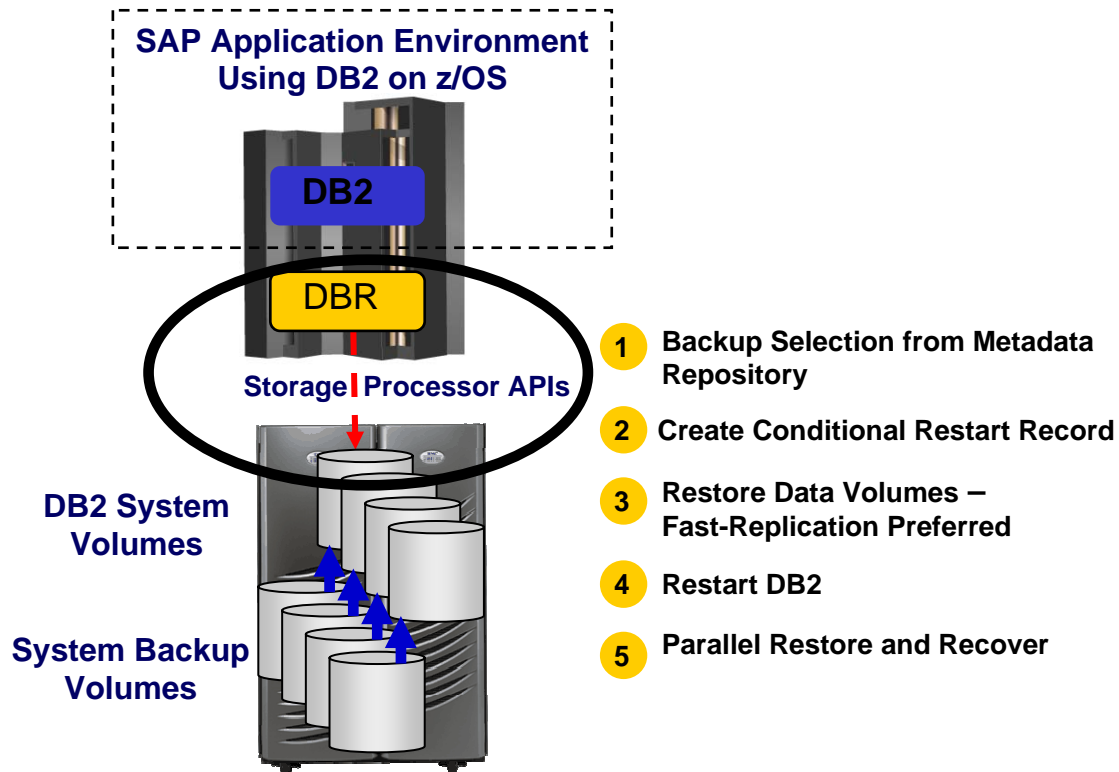 SAP Application Environment
Using DB2 on z/OS
DB2
DBR
Storage Processor APIs
DB2 System
Volumes
System Backup
Volumes
1 Backup Selection from Metadata
Repository
2 Create Conditional Restart Record
3 Restore Data Volumes –
Fast-Replication Preferred
4 Restart DB2
5 Parallel Restore and Recover